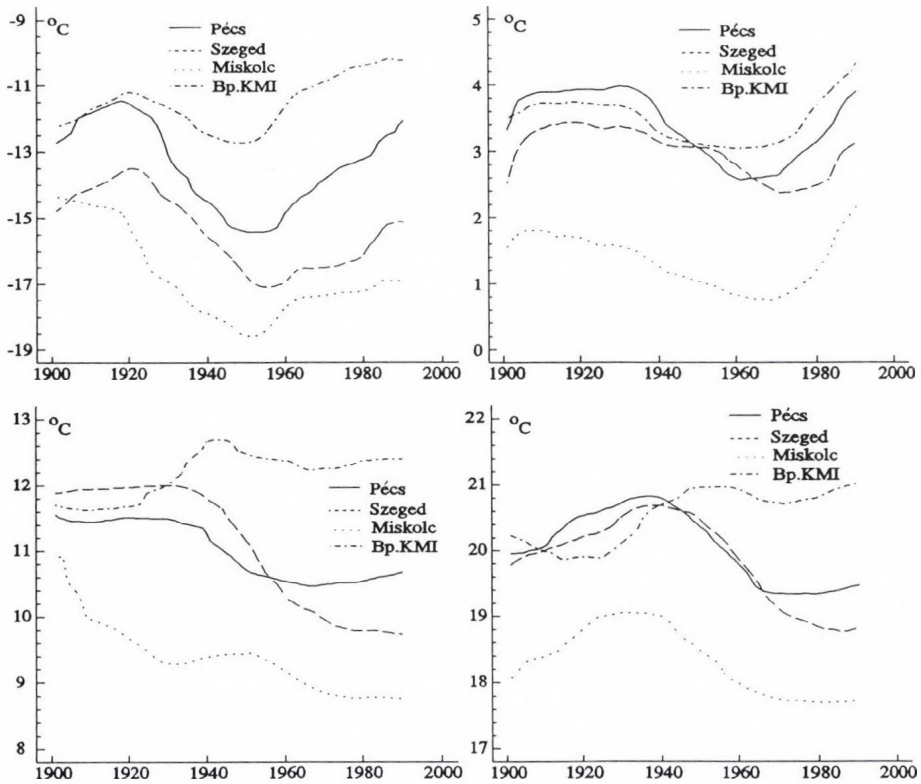 °C
Pécs
Szeged
Miskolc
Bp.KMI
-9
-11
-13
-15
-17
-19
1900 1920 1940 1960 1980 2000
°C
Pécs
Szeged
Miskolc
Bp.KMI
5
4
3
2
1
0
1900 1920 1940 1960 1980 2000
°C
Pécs
Szeged
Miskolc
Bp.KMI
13
12
11
10
9
8
1900 1920 1940 1960 1980 2000
°C
Pécs
Szeged
Miskolc
Bp.KMI
22
21
20
19
18
17
1900 1920 1940 1960 1980 2000